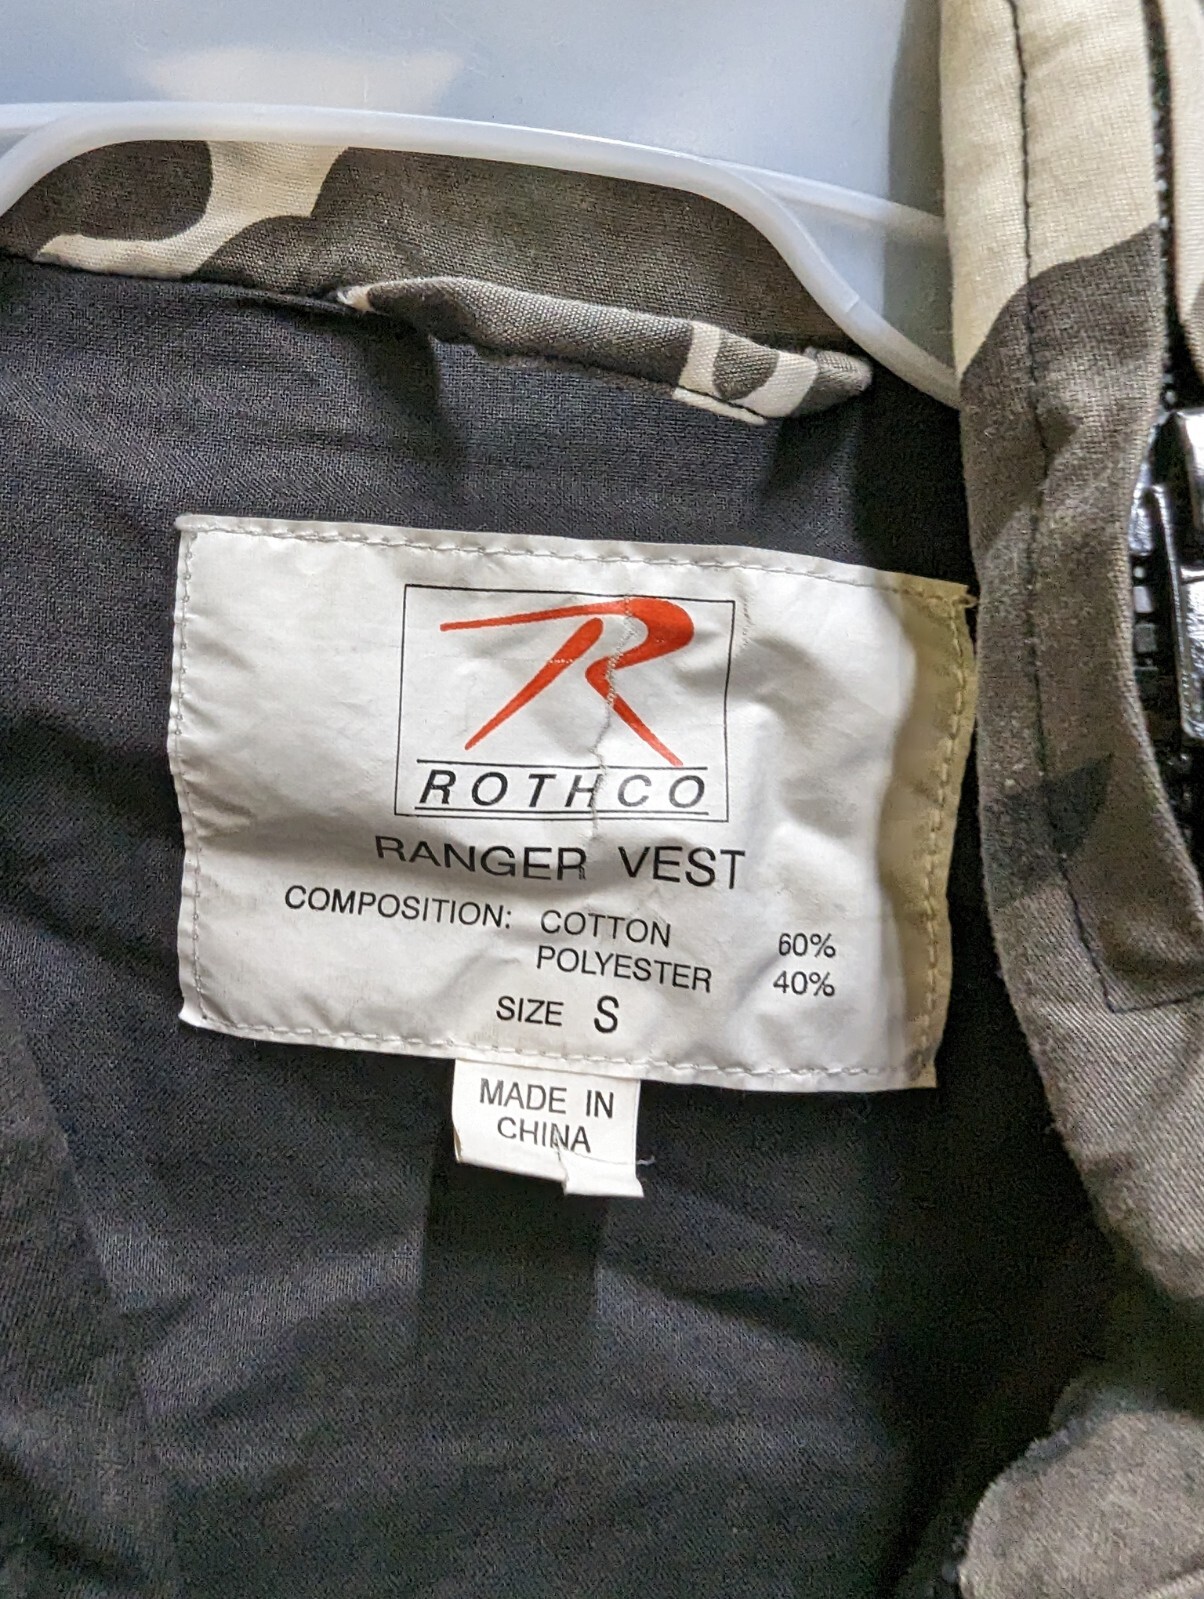 ROTHCO
RANGER VEST
COMPOSITION: COTTON 60%
POLYESTER 40%
SIZE S
MADE IN
CHINA